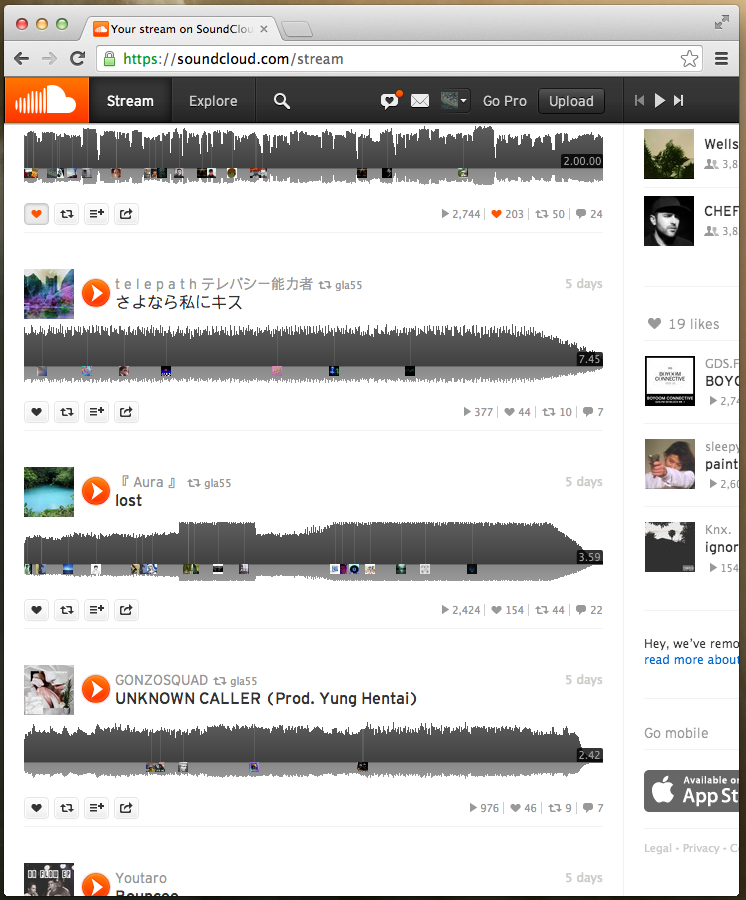 Your stream on SoundClou
https://soundcloud.com/stream
Stream
Explore
Go Pro
Upload
2.00.00
2,744
203
50
24
Wells
3,8
CHEF
3,8
19 likes
t e l e p a t h テレパシー能力者 gla55
5 days
さよなら私にキス
7.45
377
44
10
7
GDS.F
BOYO
2,74
BOYOOM CONNECTIVE
『 Aura 』 gla55
5 days
lost
3.59
2,424
154
44
22
sleepy
paint
2,60
Knx.
ignor
154
Hey, we've remo
read more about
GONZOSQUAD gla55
5 days
UNKNOWN CALLER (Prod. Yung Hentai)
2.42
976
46
9
7
Go mobile
Available on
App St
Legal - Privacy - C
Youtaro
5 days
Bounsee